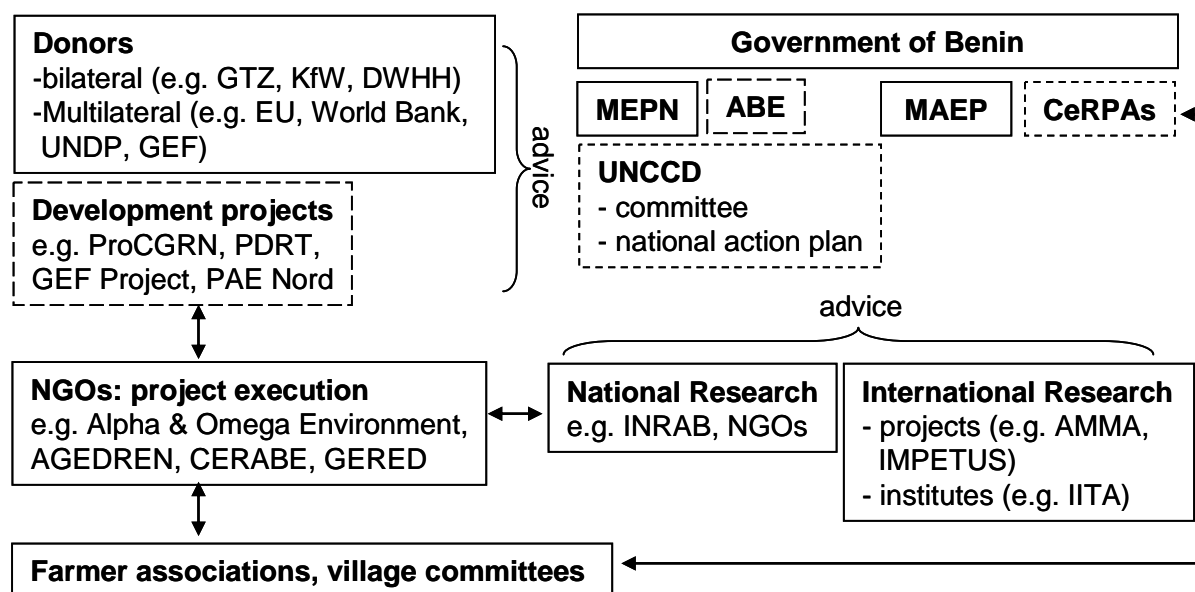 Donors
-bilateral (e.g. GTZ, KfW, DWHH)
-Multilateral (e.g. EU, World Bank,
UNDP, GEF)
Development projects
e.g. ProCGRN, PDRT,
GEF Project, PAE Nord
advice
Government of Benin
MEPN
ABE
MAEP
CeRPAs
UNCCD
- committee
- national action plan
advice
NGOs: project execution
e.g. Alpha & Omega Environment,
AGEDREN, CERABE, GERED
National Research
e.g. INRAB, NGOs
International Research
- projects (e.g. AMMA,
IMPETUS)
- institutes (e.g. IITA)
Farmer associations, village committees